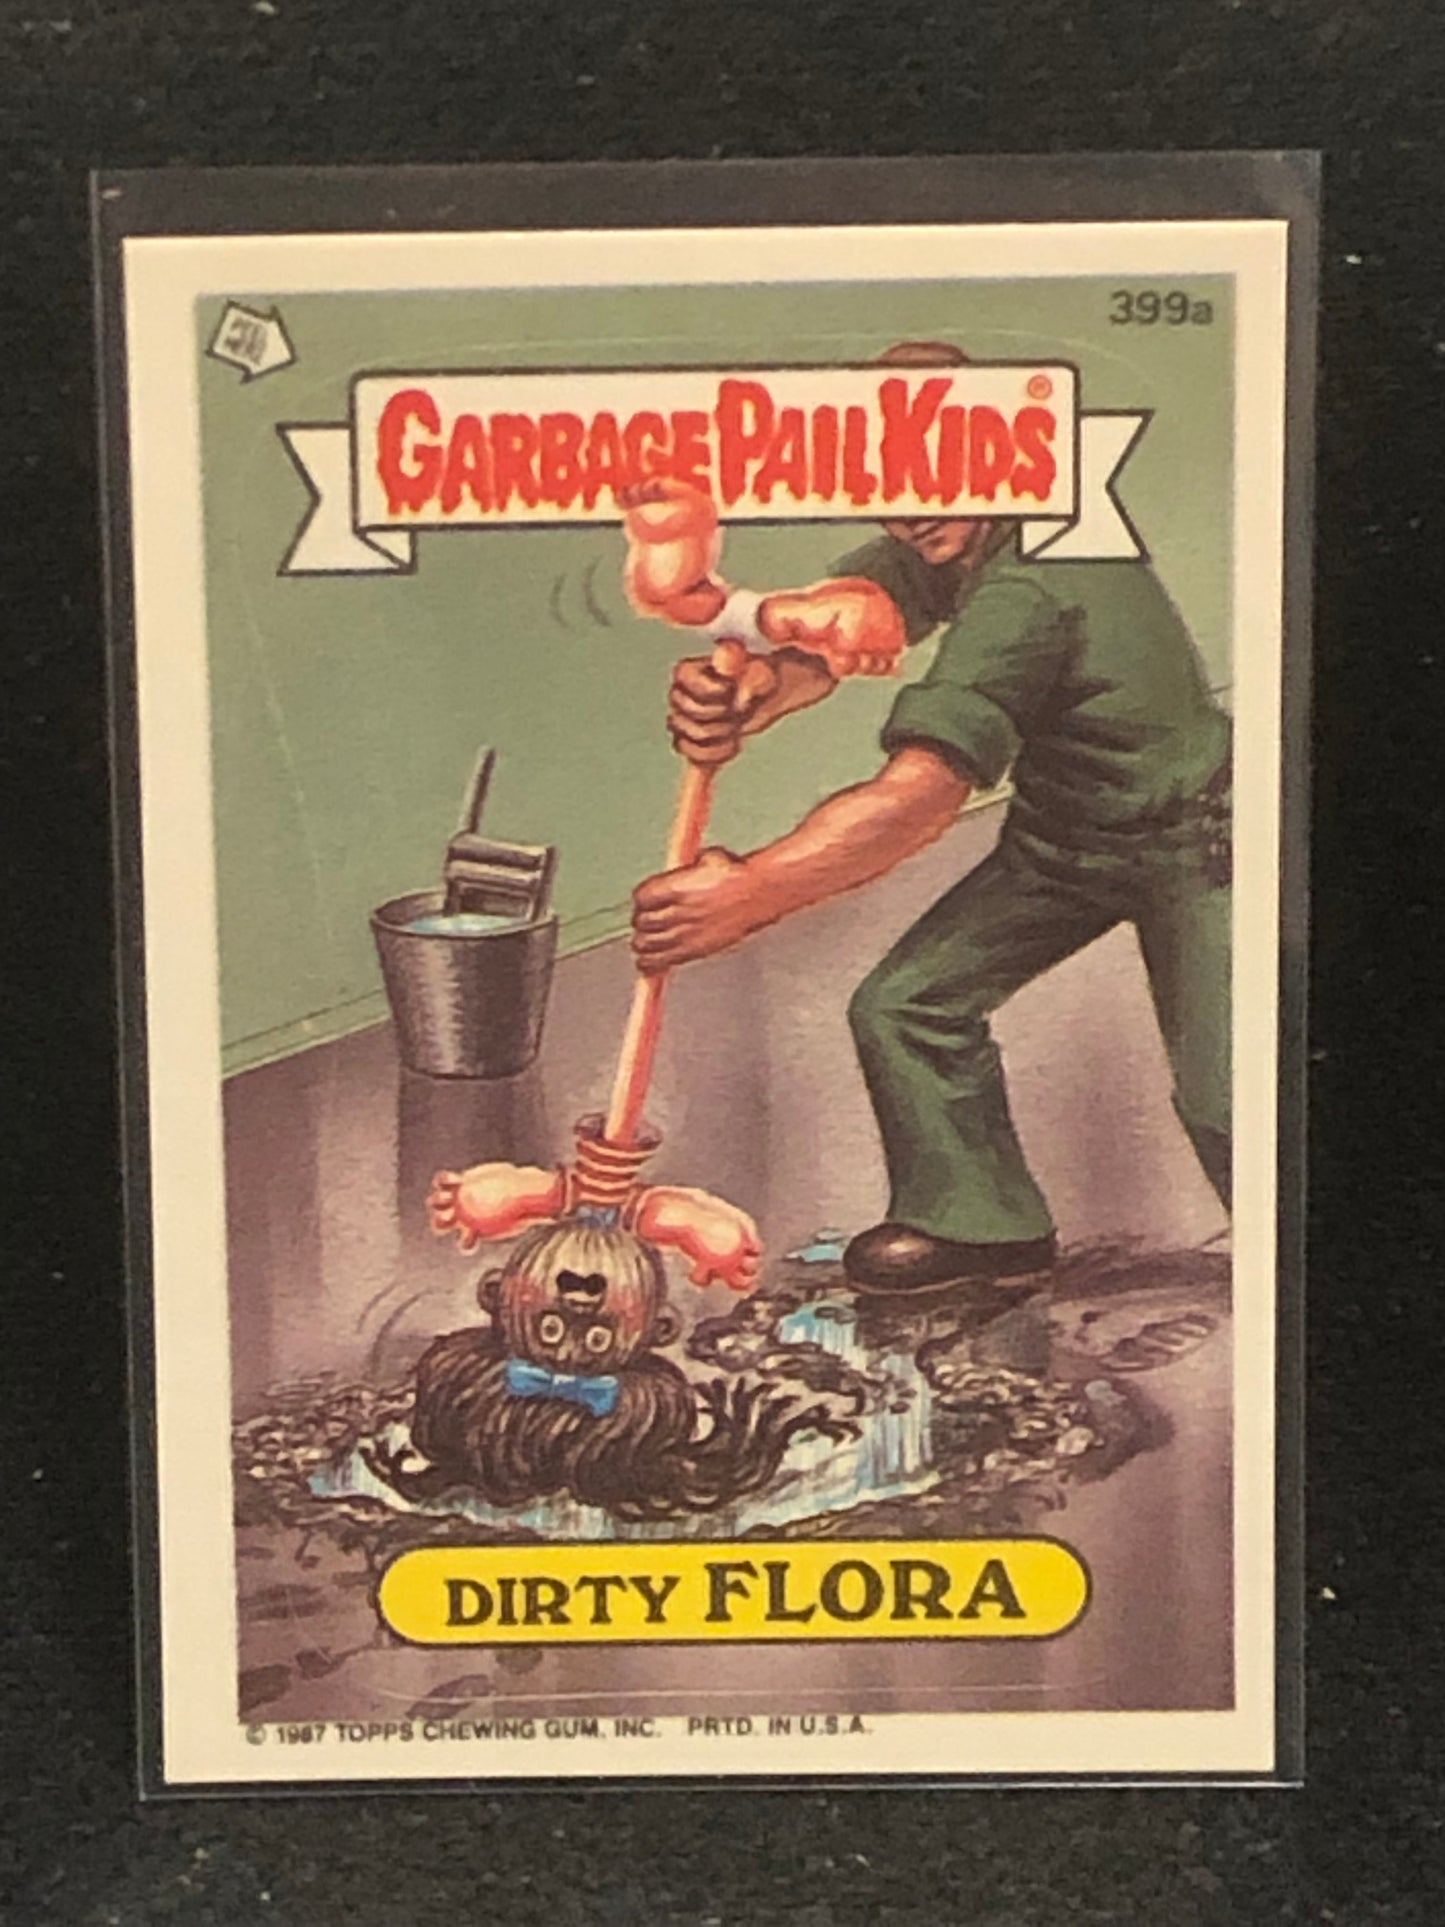 399a
GARBAGE PAIL KIDS®
DIRTY FLORA
© 1987 TOPPS CHEWING GUM, INC. PRTD. IN U.S.A.